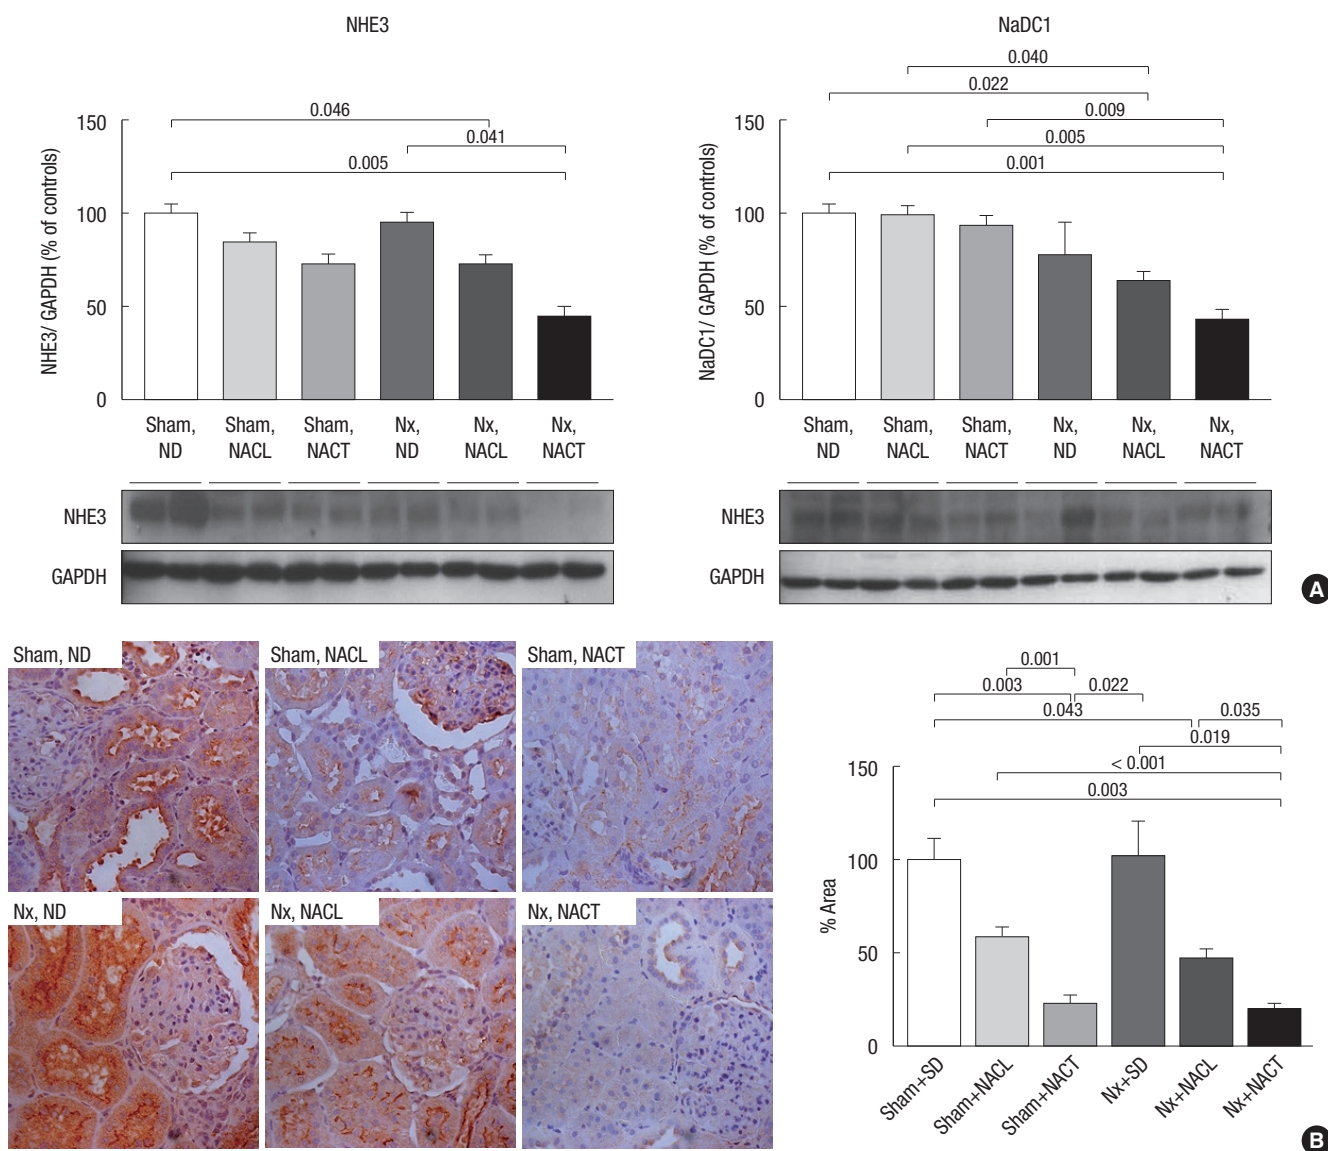 NHE3
0.046
0.041
0.005
NHE3/ GAPDH (% of controls)
150
100
50
0
Sham, ND
Sham, NACL
Sham, NACT
Nx, ND
Nx, NACL
Nx, NACT
NHE3
GAPDH
NaDC1
0.040
0.022
0.009
0.005
0.001
NaDC1/ GAPDH (% of controls)
150
100
50
0
Sham, ND
Sham, NACL
Sham, NACT
Nx, ND
Nx, NACL
Nx, NACT
NHE3
GAPDH
A
Sham, ND
Sham, NACL
Sham, NACT
Nx, ND
Nx, NACL
Nx, NACT
0.001
0.003
0.022
0.043
0.035
0.019
< 0.001
0.003
% Area
150
100
50
0
Sham+SD
Sham+NACL
Sham+NACT
Nx+SD
Nx+NACL
Nx+NACT
B